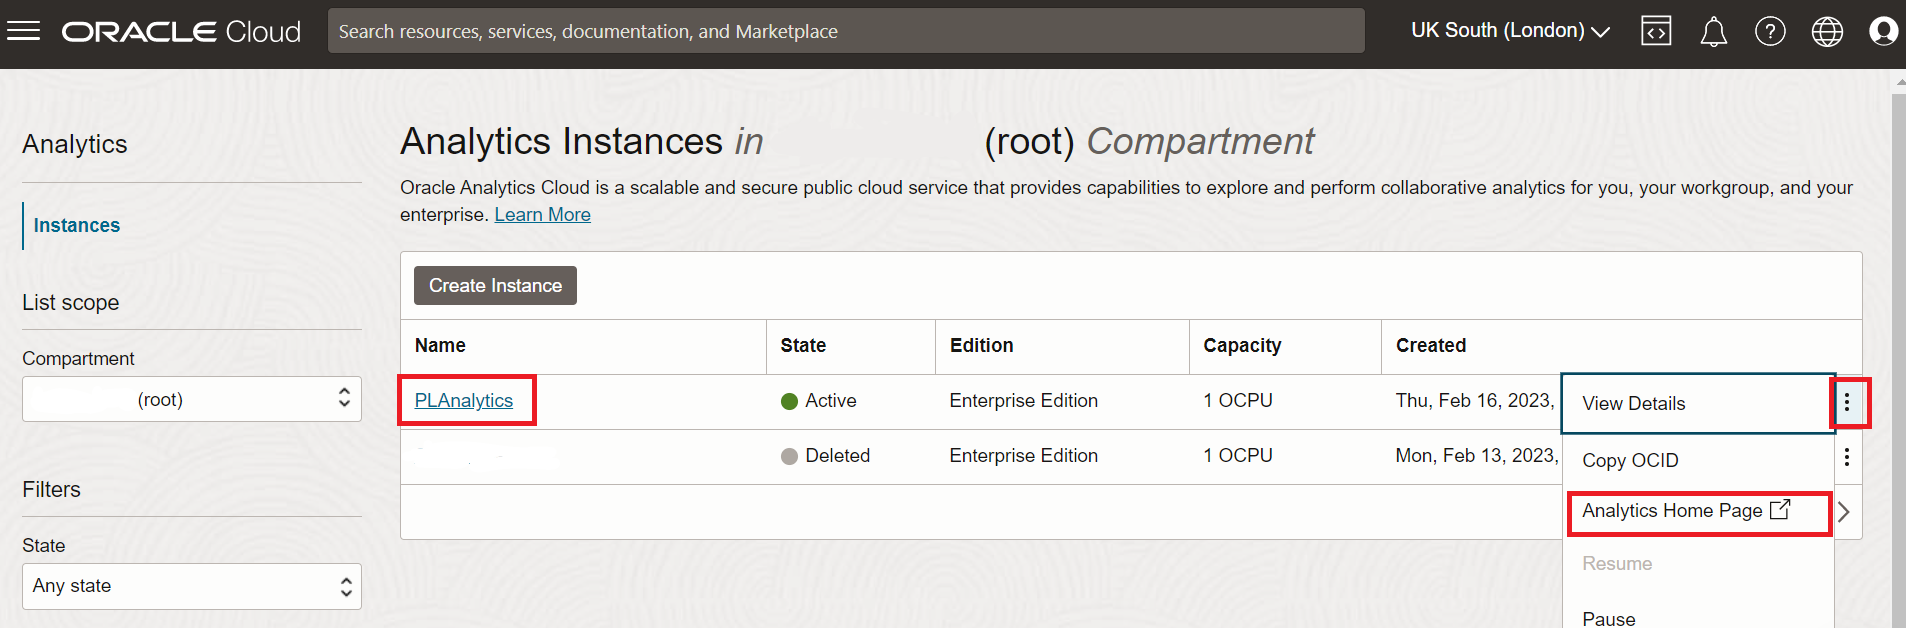 ORACLE Cloud
Search resources, services, documentation, and Marketplace
UK South (London)
Analytics
Instances
List scope
Compartment
(root)
Filters
State
Any state
Analytics Instances in (root) Compartment
Oracle Analytics Cloud is a scalable and secure public cloud service that provides capabilities to explore and perform collaborative analytics for you, your workgroup, and your
enterprise. Learn More
Create Instance
Name State Edition Capacity Created
PLAnalytics Active Enterprise Edition 1 OCPU Thu, Feb 16, 2023,
Deleted Enterprise Edition 1 OCPU Mon, Feb 13, 2023,
View Details
Copy OCID
Analytics Home Page
Resume
Pause